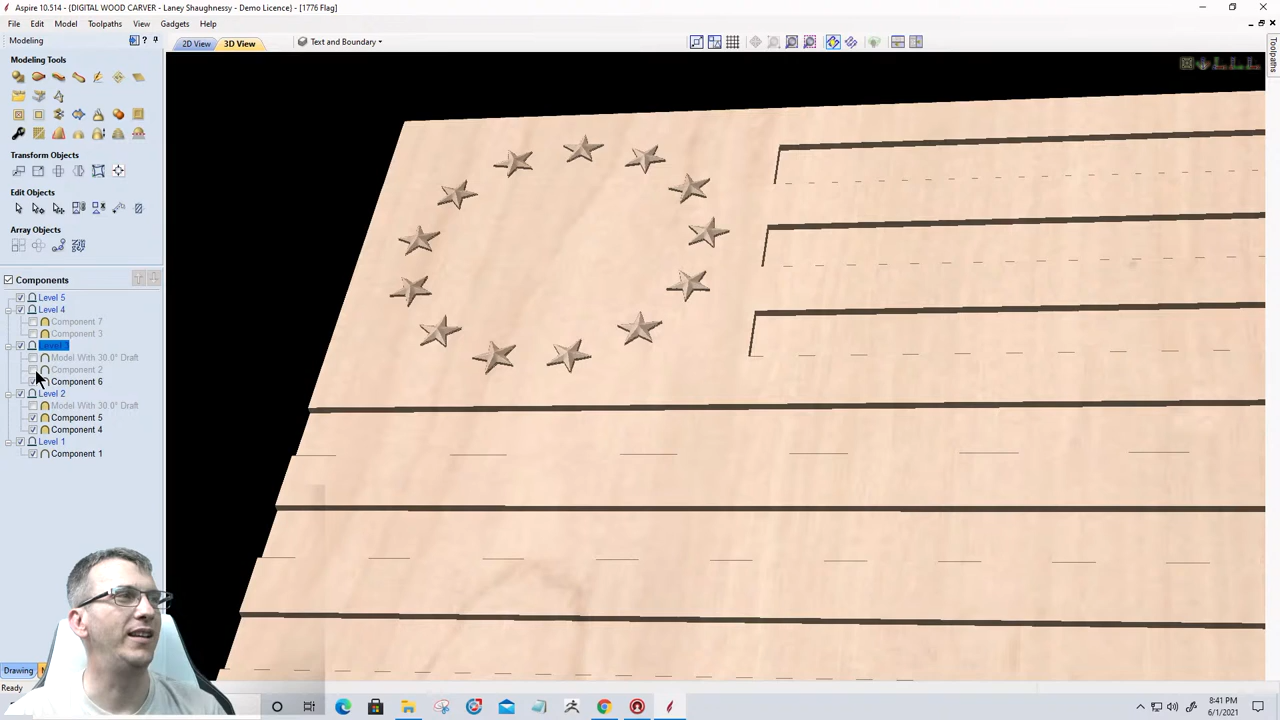 Aspire 10.514 - (DIGITAL WOOD CARVER - Laney Shaughnessy - Demo Licence) - [1776 Flag]
File Edit Model Toolpaths View Gadgets Help
Modeling
2D View 3D View Text and Boundary
Toolpaths
Modeling Tools
Transform Objects
Edit Objects
Array Objects
Components
Level 5
Level 4
Component 7
Component 3
Model With 30.0° Draft
Component 2
Component 6
Level 2
Model With 30.0° Draft
Component 5
Component 4
Level 1
Component 1
Drawing
Ready
8:41 PM
6/1/2021